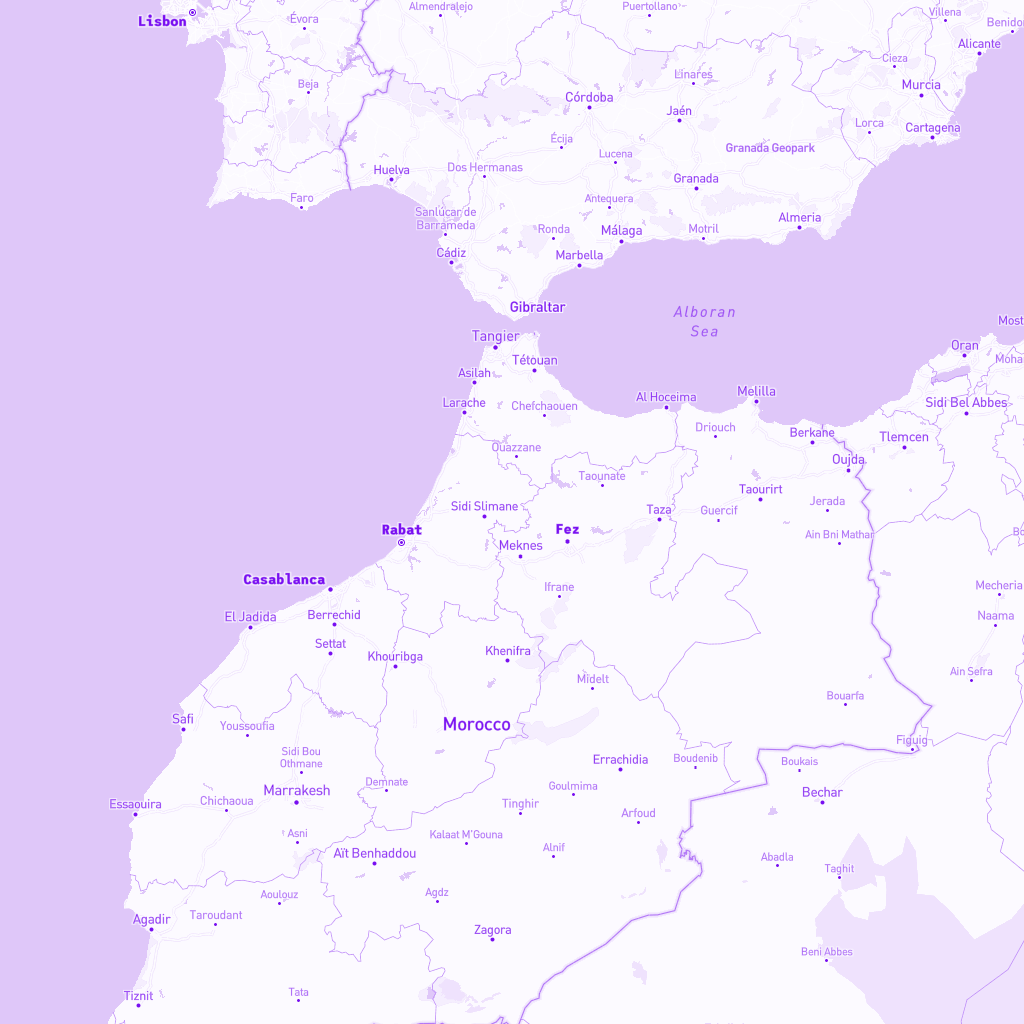 Almendralejo
Puertollano
Villena
Lisbon
Évora
Benidor
Alicante
Cieza
Linares
Beja
Murcia
Córdoba
Jaén
Lorca
Cartagena
Écija
Granada Geopark
Lucena
Huelva
Dos Hermanas
Granada
Faro
Antequera
Sanlúcar de
Barrameda
Almeria
Ronda
Málaga
Motril
Cádiz
Marbella
Gibraltar
Alboran
Sea
Most
Tangier
Oran
Moha
Tétouan
Asilah
Melilla
Al Hoceima
Larache
Chefchaouen
Sidi Bel Abbes
Driouch
Berkane
Tlemcen
Ouazzane
Oujda
Taounate
Taourirt
Jerada
Sidi Slimane
Taza
Guercif
Rabat
Fez
Ain Bni Mathar
Meknes
Casablanca
Ifrane
Mecheria
El Jadida
Berrechid
Naama
Settat
Khouribga
Khenifra
Ain Sefra
Midelt
Bouarfa
Safi
Youssoufia
Morocco
Figuig
Sidi Bou
Othmane
Errachidia
Boudenib
Boukais
Demnate
Goulmima
Marrakesh
Bechar
Essaouira
Chichaoua
Tinghir
Arfoud
Asni
Kalaat M'Gouna
Aït Benhaddou
Alnif
Abadla
Taghit
Agdz
Aoulouz
Agadir
Taroudant
Zagora
Beni Abbes
Tiznit
Tata